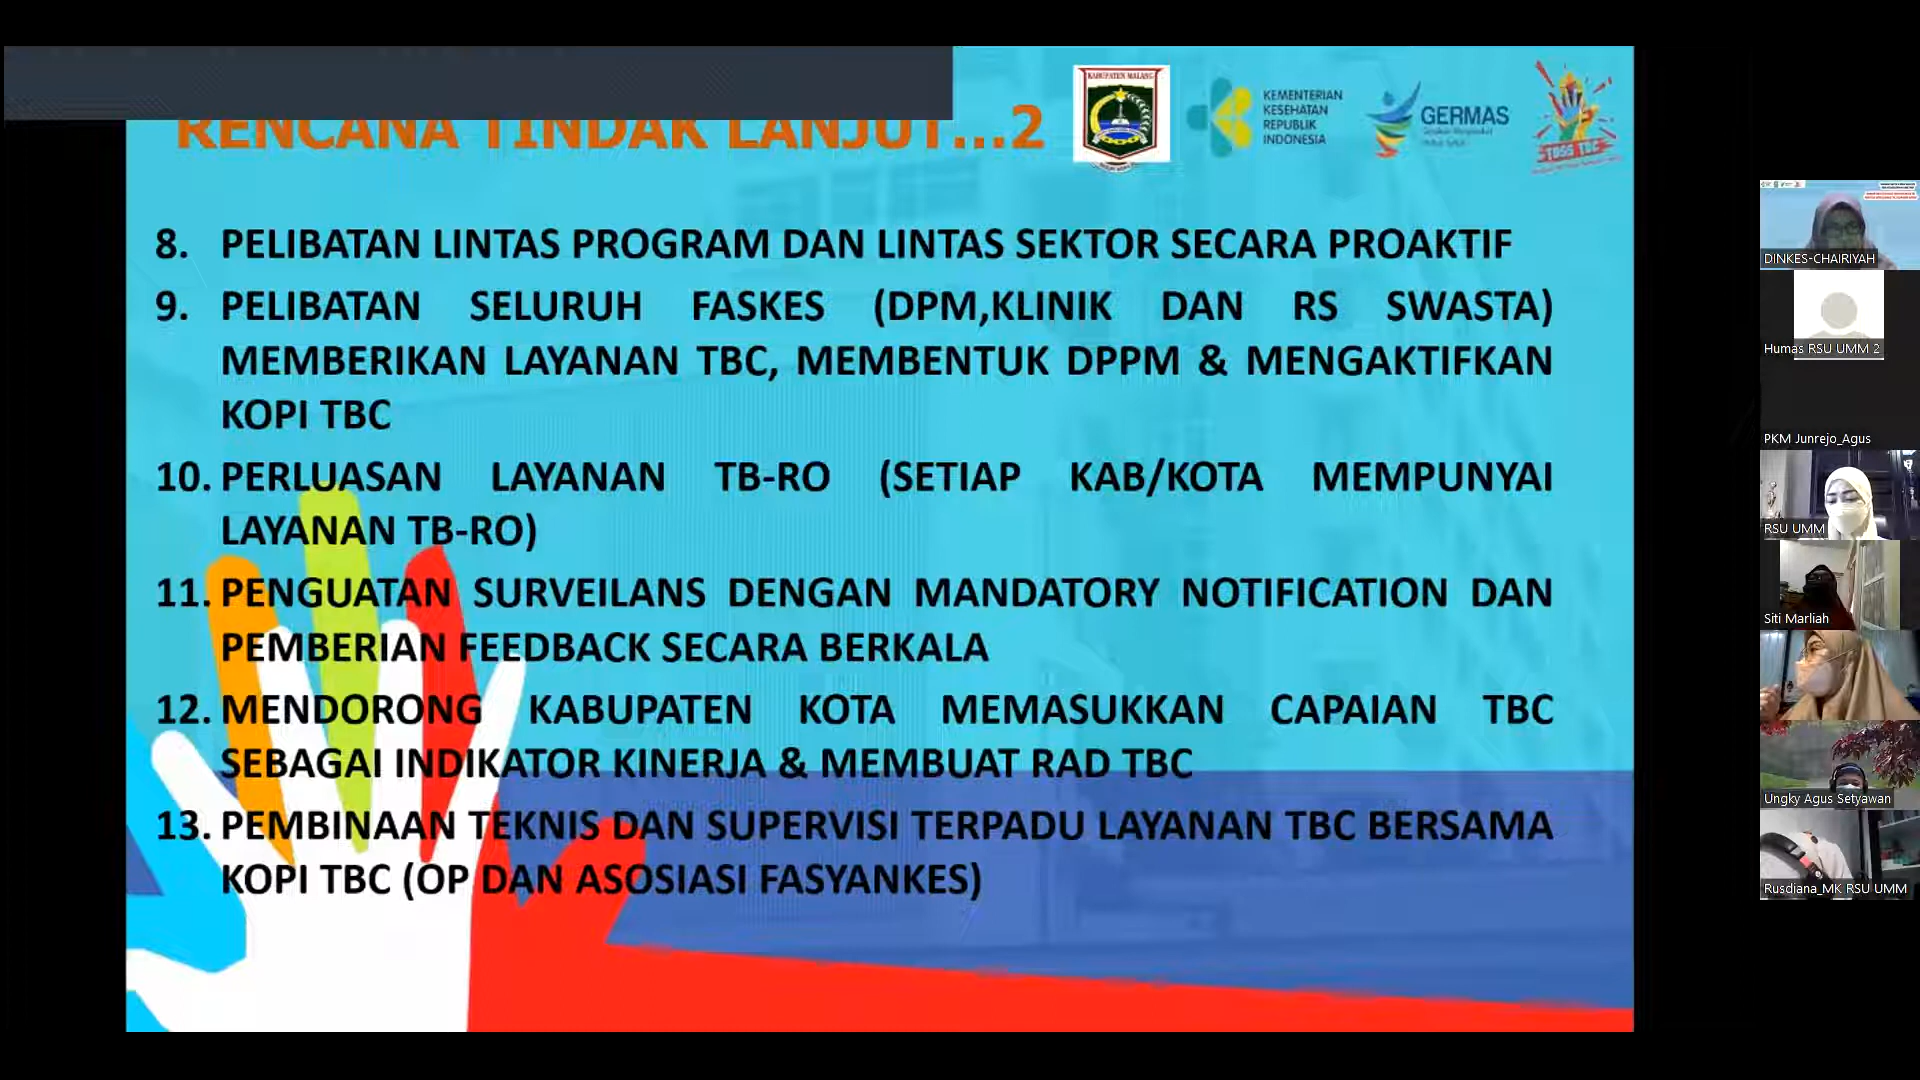 RENCANA TINDAK LANJUT...2
KABUPATEN MALANG
KEMENTERIAN
KESEHATAN
REPUBLIK
INDONESIA
GERMAS
TOSS TBC
8. PELIBATAN LINTAS PROGRAM DAN LINTAS SEKTOR SECARA PROAKTIF
9. PELIBATAN SELURUH FASKES (DPM,KLINIK DAN RS SWASTA)
MEMBERIKAN LAYANAN TBC, MEMBENTUK DPPM & MENGAKTIFKAN
KOPI TBC
10. PERLUASAN LAYANAN TB-RO (SETIAP KAB/KOTA MEMPUNYAI
LAYANAN TB-RO)
11. PENGUATAN SURVEILANS DENGAN MANDATORY NOTIFICATION DAN
PEMBERIAN FEEDBACK SECARA BERKALA
12. MENDORONG KABUPATEN KOTA MEMASUKKAN CAPAIAN TBC
SEBAGAI INDIKATOR KINERJA & MEMBUAT RAD TBC
13. PEMBINAAN TEKNIS DAN SUPERVISI TERPADU LAYANAN TBC BERSAMA
KOPI TBC (OP DAN ASOSIASI FASYANKES)
DINKES-CHAIRIYAH
Humas RSU UMM 2
PKM Junrejo_Agus
RSU UMM
Siti Marliah
Ungky Agus Setyawan
Rusdiana_MK RSU UMM